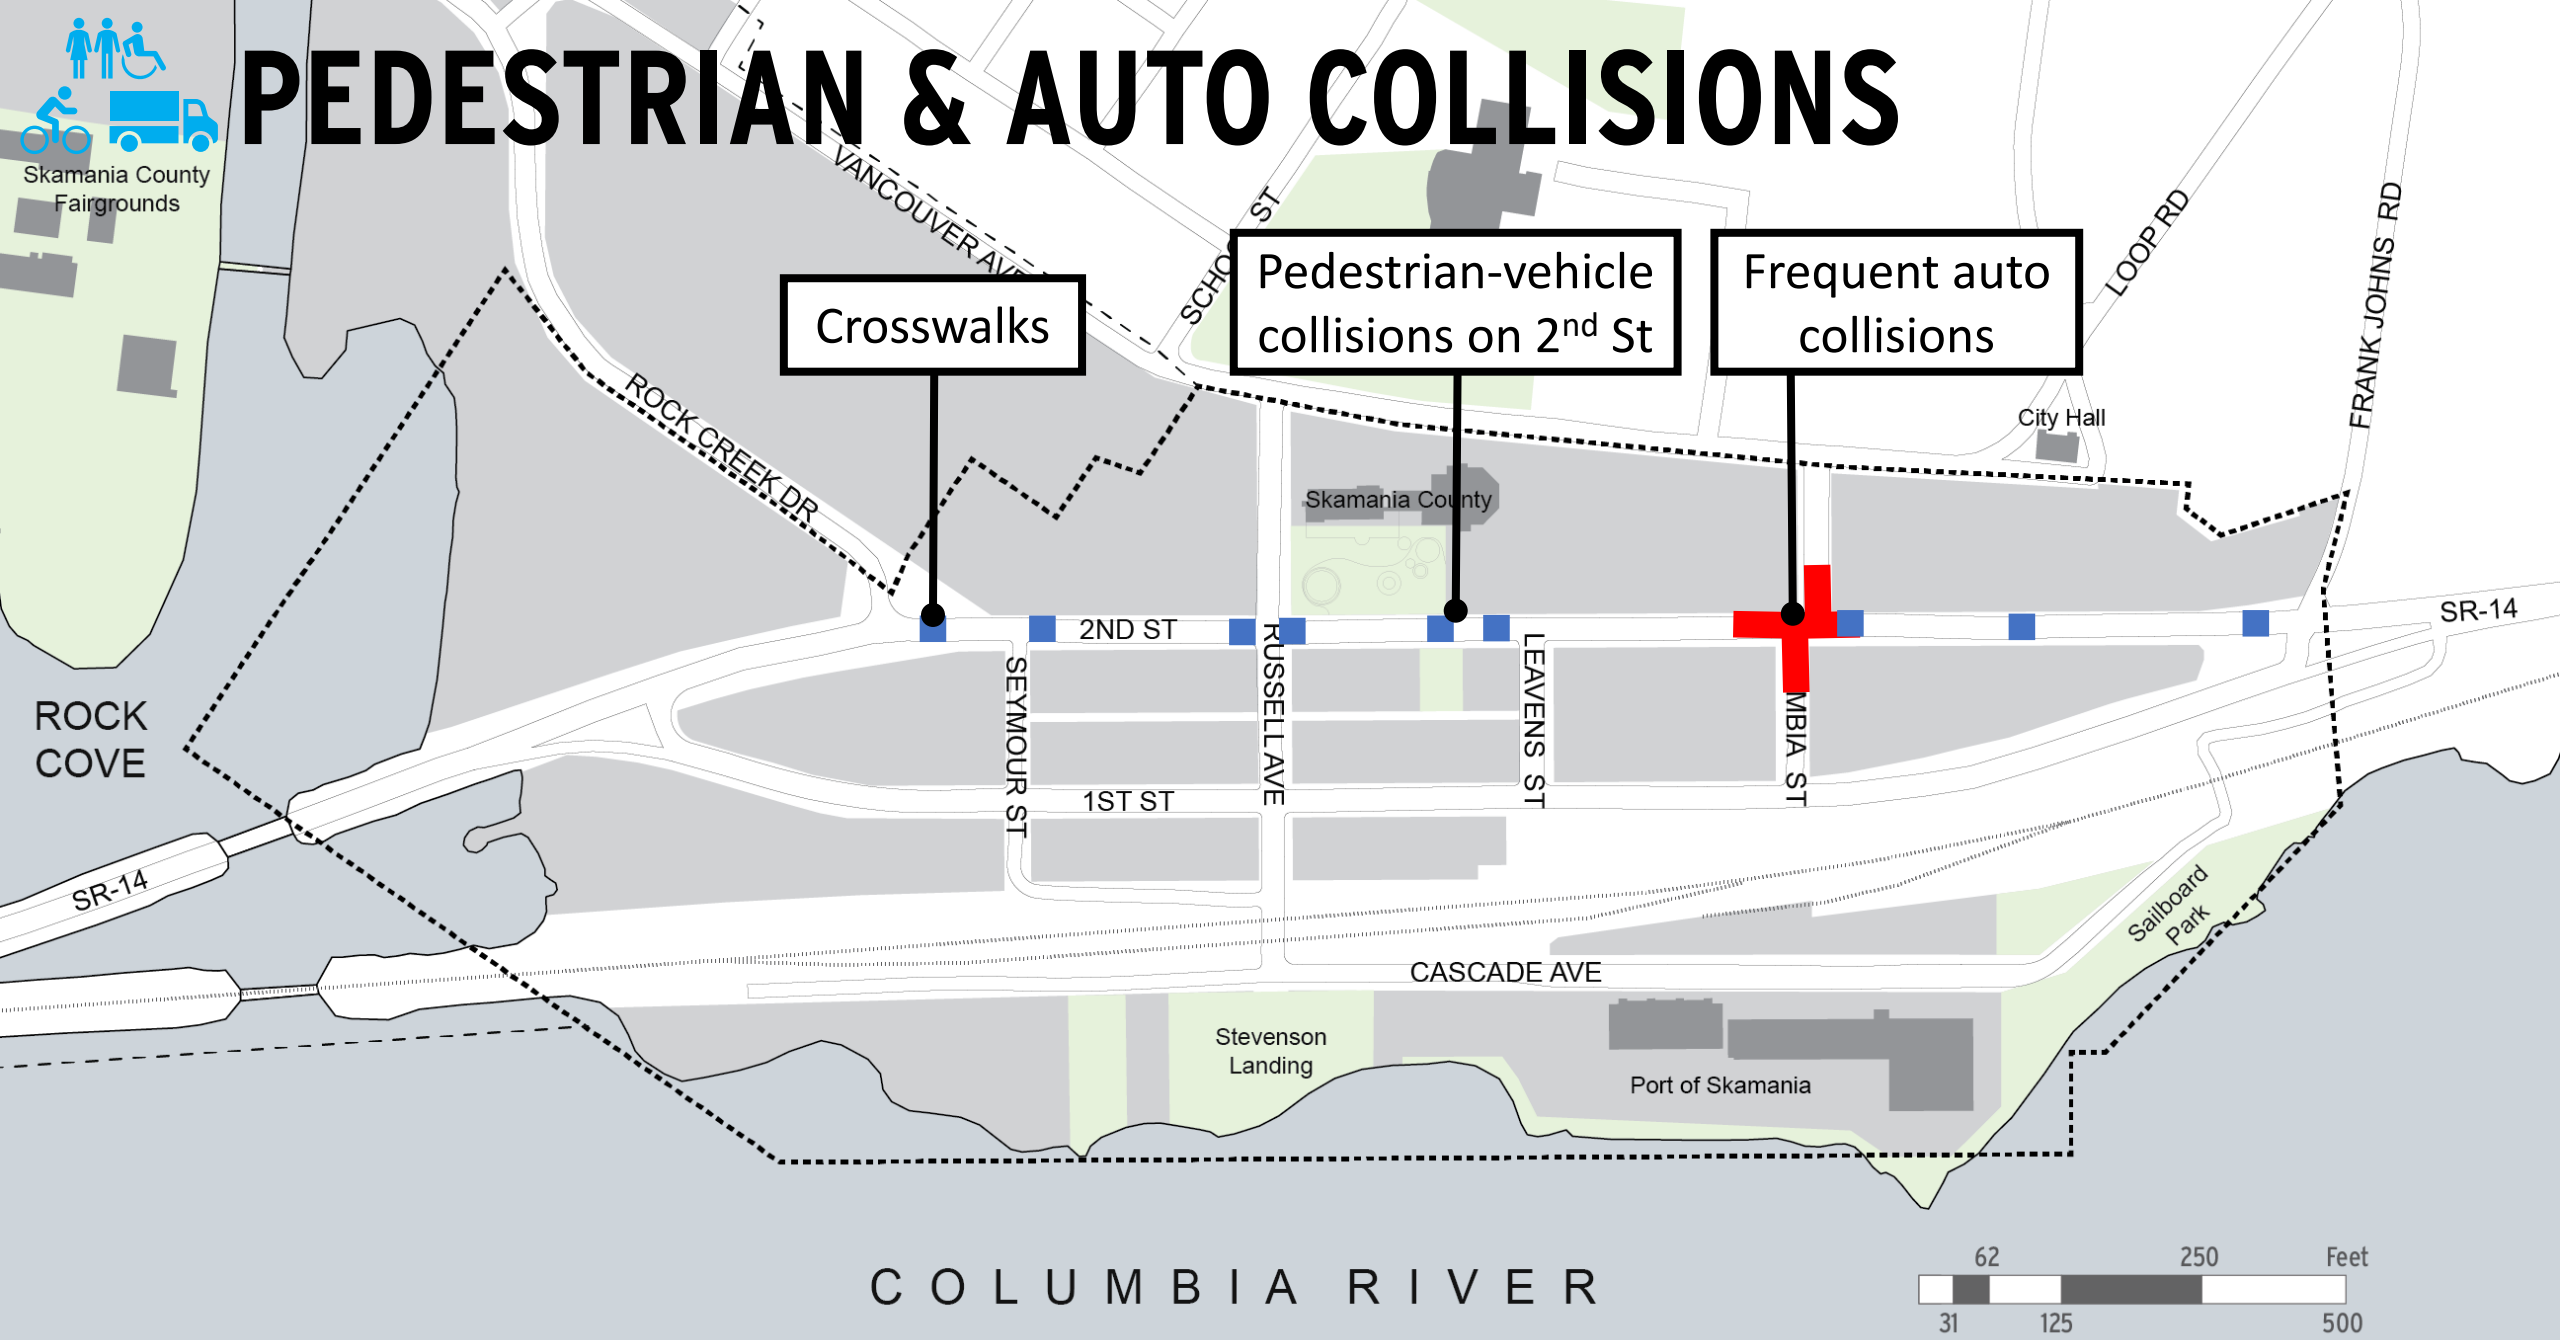 PEDESTRIAN & AUTO COLLISIONS
Skamania County
Fairgrounds
VANCOUVER AVE
ST
LOOP RD
FRANK JOHNS RD
Crosswalks
Pedestrian-vehicle
collisions on 2nd St
Frequent auto
collisions
ROCK CREEK DR
City Hall
Skamania County
2ND ST
SR-14
SEYMOUR ST
RUSSELL AVE
LEAVENS ST
MBIA ST
ROCK
COVE
1ST ST
SR-14
Sailboard
Park
CASCADE AVE
Stevenson
Landing
Port of Skamania
COLUMBIA RIVER
62 250 Feet
31 125 500